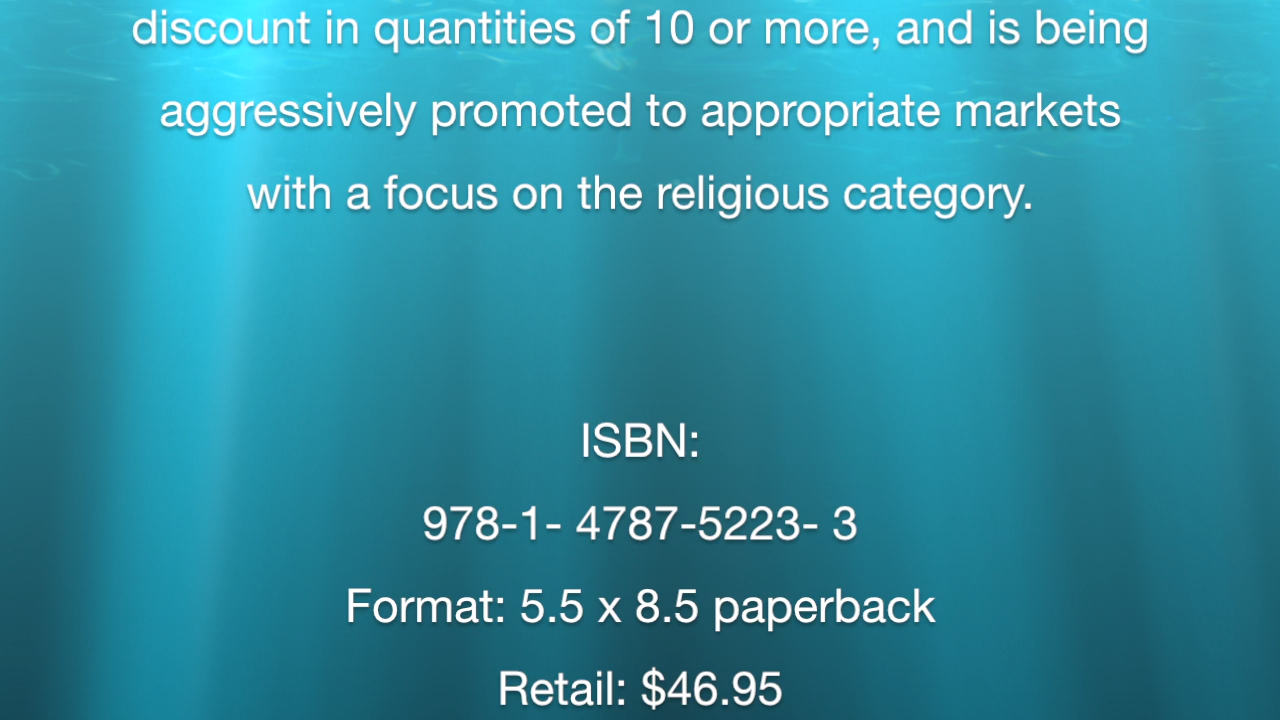 discount in quantities of 10 or more, and is being
aggressively promoted to appropriate markets
with a focus on the religious category.
ISBN:
978-1- 4787-5223- 3
Format: 5.5 x 8.5 paperback
Retail: $46.95